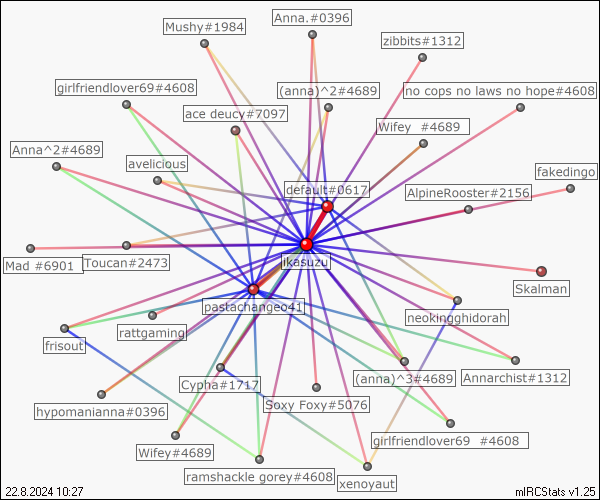 Mushy#1984
Anna.#0396
zibbits#1312
girlfriendlover69#4608
(anna)^2#4689
no cops no laws no hope#4608
ace deucy#7097
Wifey #4689
Anna^2#4689
avelicious
fakedingo
default#0617
AlpineRooster#2156
Mad #6901
Toucan#2473
ikasuzu
Skalman
pastachangeo41
neokingghidorah
rattgaming
frisout
Cypha#1717
(anna)^3#4689
Annarchist#1312
hypomanianna#0396
Soxy Foxy#5076
girlfriendlover69 #4608
Wifey#4689
ramshackle gorey#4608
xenoyaut
22.8.2024 10:27
mIRCStats v1.25